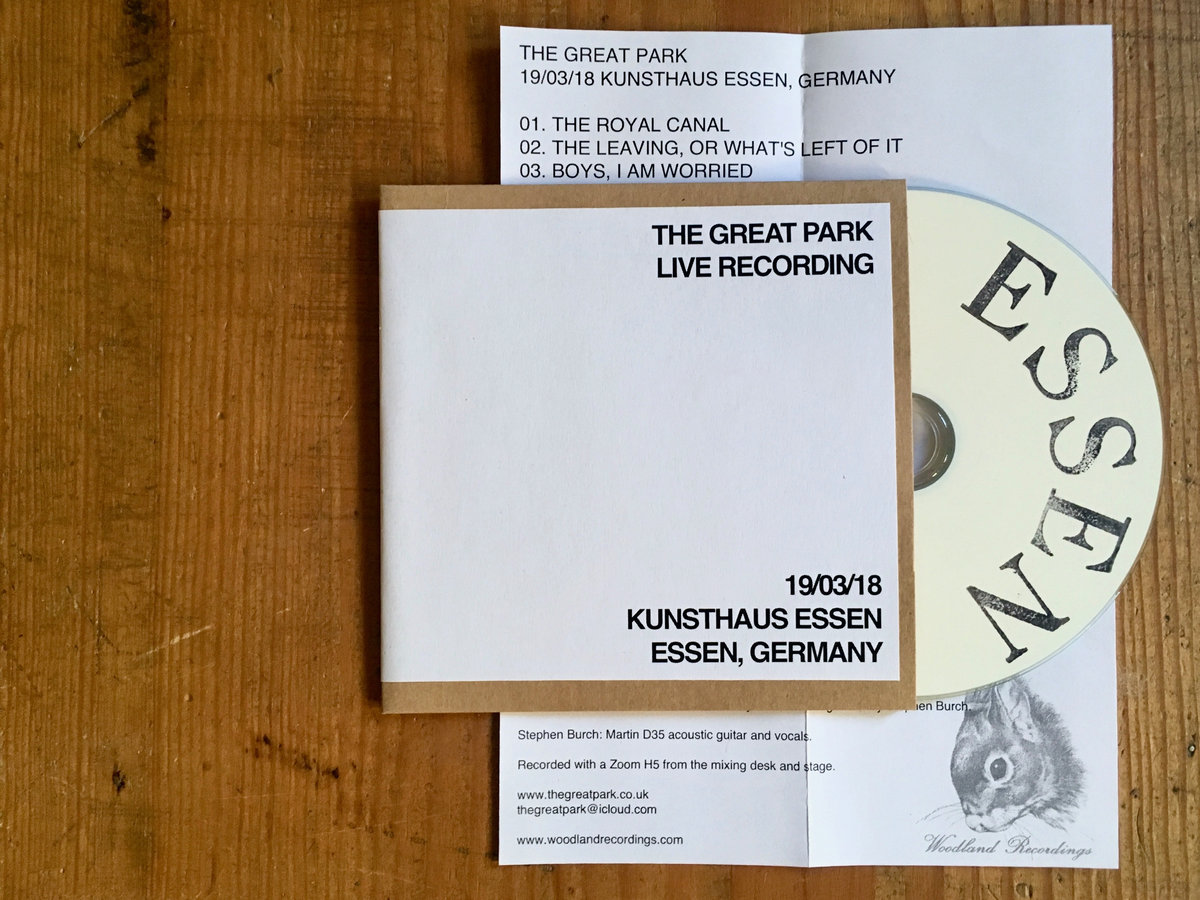 THE GREAT PARK
19/03/18 KUNSTHAUS ESSEN, GERMANY
01. THE ROYAL CANAL
02. THE LEAVING, OR WHAT'S LEFT OF IT
03. BOYS, I AM WORRIED
THE GREAT PARK
LIVE RECORDING
19/03/18
KUNSTHAUS ESSEN
ESSEN, GERMANY
ESSEN
Burch.
Stephen Burch: Martin D35 acoustic guitar and vocals.
Recorded with a Zoom H5 from the mixing desk and stage.
www.thegreatpark.co.uk
thegreatpark@icloud.com
www.woodlandrecordings.com
Woodland Recordings